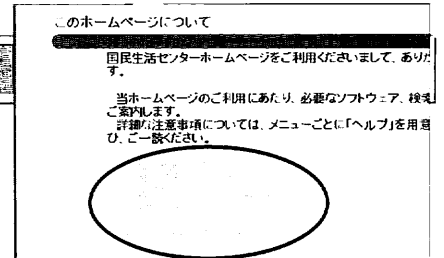 このホームページについて
国民生活センターホームページをご利用くださいまして、あり
す。
当ホームページのご利用にあたり、必要なソフトウェア、検
ご案内します。
詳細な注意事項については、メニューごとに「ヘルプ」を用意
ひ、ご一読ください。